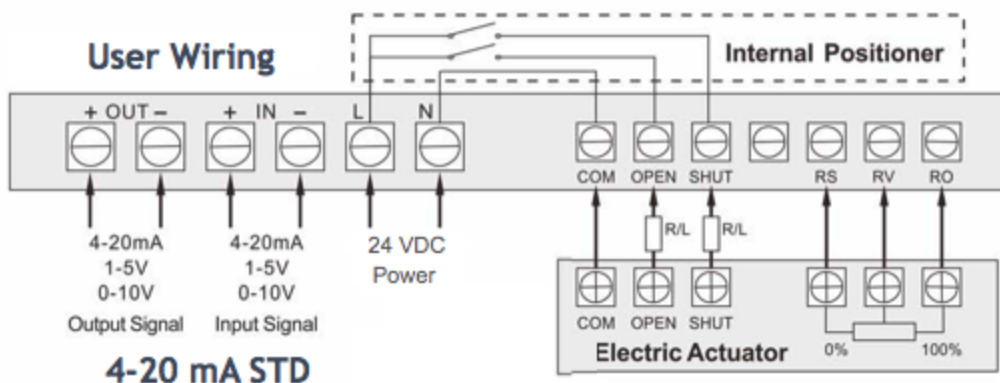 User Wiring
Internal Positioner
+ OUT – + IN – L N
COM OPEN SHUT RS RV RO
R/L R/L
4-20mA 4-20mA 24 VDC
1-5V 1-5V Power
0-10V 0-10V
Output Signal Input Signal
COM OPEN SHUT
0% 100%
Electric Actuator
4-20 mA STD